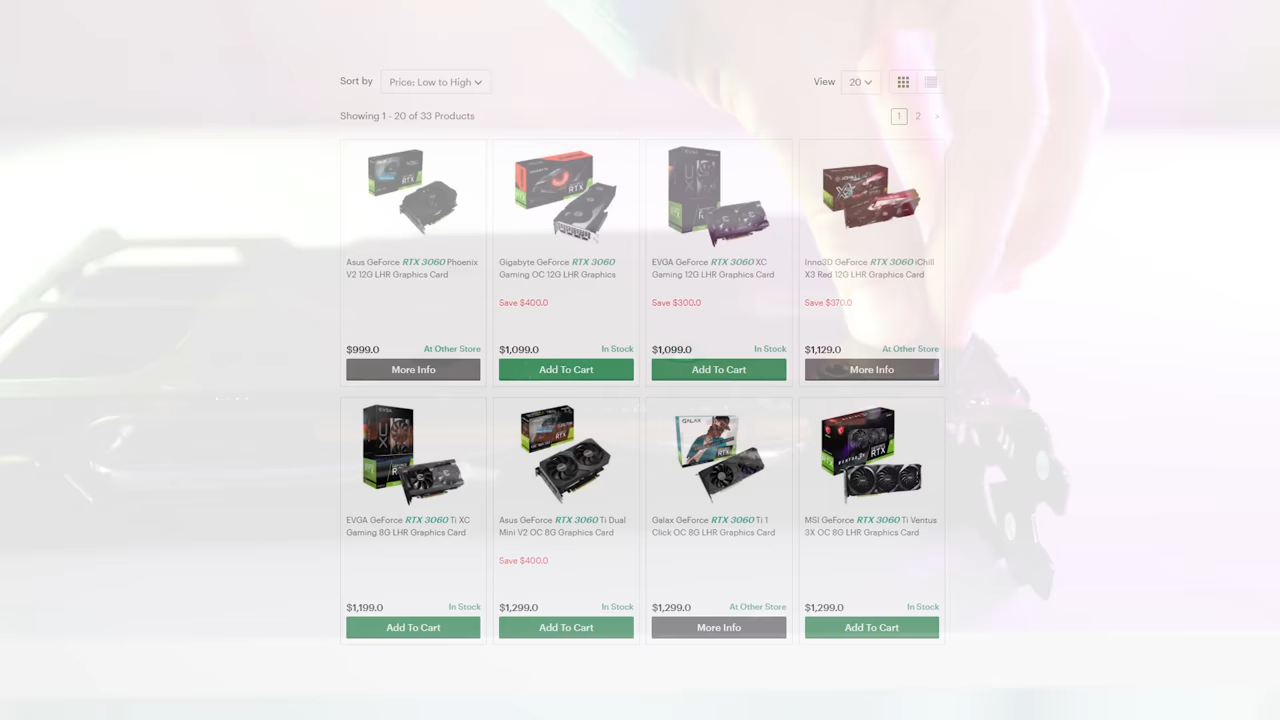 Sort by
Price: Low to High
View
20
Showing 1 - 20 of 33 Products
1 2 >
Asus GeForce RTX 3060 Phoenix
V2 12G LHR Graphics Card
$999.0
At Other Store
More Info
Gigabyte GeForce RTX 3060
Gaming OC 12G LHR Graphics
Save $400.0
$1,099.0
In Stock
Add To Cart
EVGA GeForce RTX 3060 XC
Gaming 12G LHR Graphics Card
Save $300.0
$1,099.0
In Stock
Add To Cart
Inno3D GeForce RTX 3060 iChill
X3 Red 12G LHR Graphics Card
Save $370.0
$1,129.0
At Other Store
More Info
EVGA GeForce RTX 3060 Ti XC
Gaming 8G LHR Graphics Card
$1,199.0
In Stock
Add To Cart
Asus GeForce RTX 3060 Ti Dual
Mini V2 OC 8G LHR Graphics Card
Save $400.0
$1,299.0
In Stock
Add To Cart
GALAX
Galax GeForce RTX 3060 Ti 1
Click OC 8G LHR Graphics Card
$1,299.0
At Other Store
More Info
MSI GeForce RTX 3060 Ti Ventus
3X OC 8G LHR Graphics Card
$1,299.0
In Stock
Add To Cart